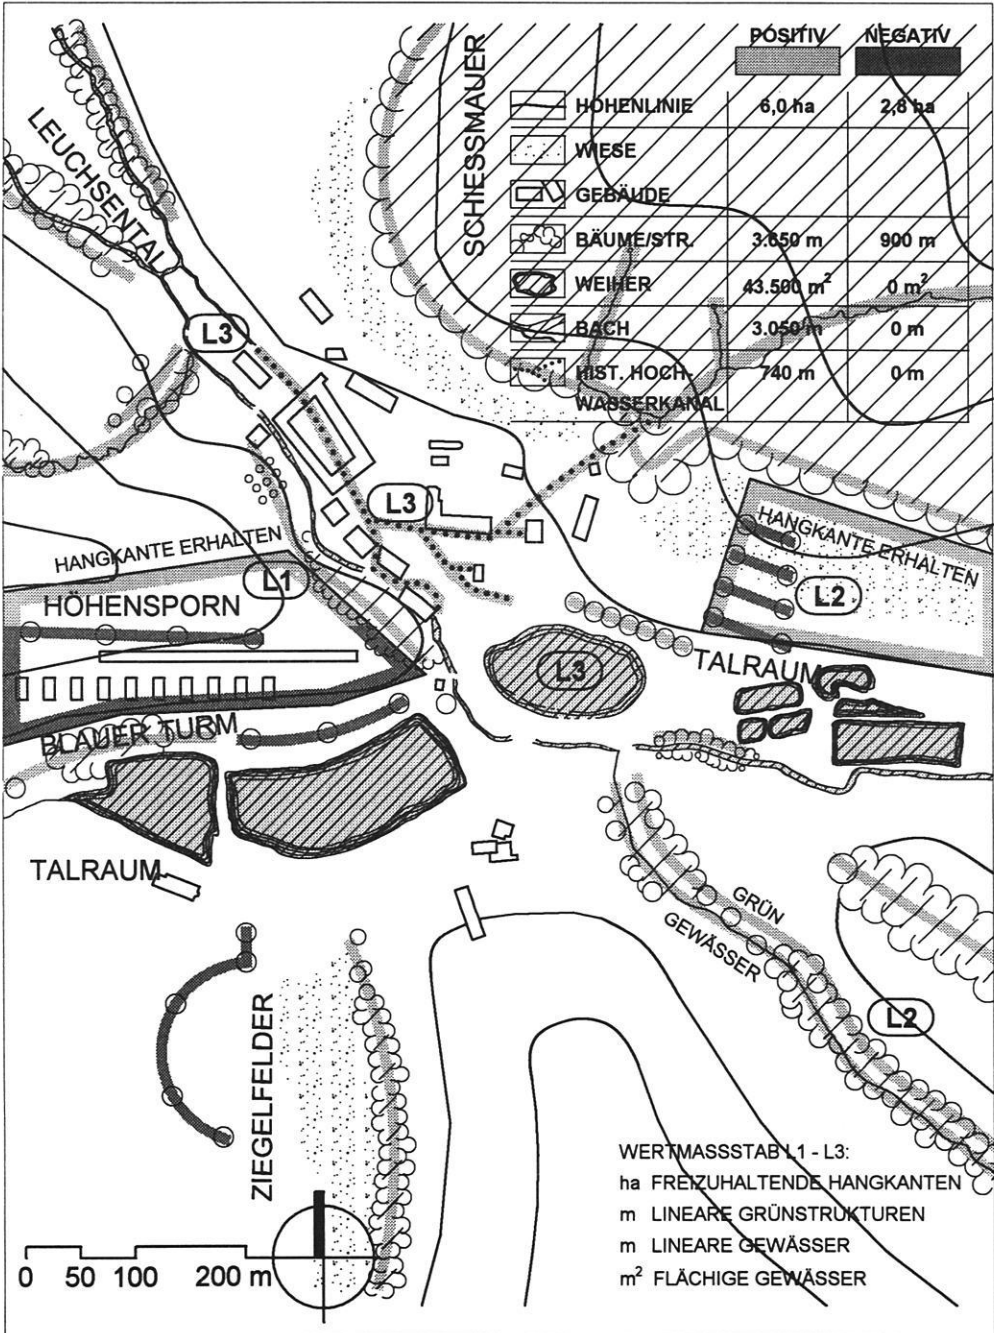 POSITIV NEGATIV
HÖHENLINIE 6,0 ha 2,8 ha
WIESE
GEBÄUDE
BÄUME/STR. 3.650 m 900 m
WEIHER 43.500 m² 0 m²
BACH 3.050 m 0 m
HIST. HOCH- 740 m 0 m
WASSERKANAL
SCHIESSMAUER
LEUCHSENTAL
L3
L3
HANGKANTE ERHALTEN
HANGKANTE ERHALTEN
L1
L2
HÖHENSPORN
L3
TALRAUM
BLAUER TURM
TALRAUM
GRÜN
GEWÄSSER
L2
ZIEGELFELDER
WERTMASSSTAB L1 - L3:
ha FREIZUHALTENDE HANGKANTEN
m LINEARE GRÜNSTRUKTUREN
m LINEARE GEWÄSSER
m² FLÄCHIGE GEWÄSSER
0 50 100 200 m